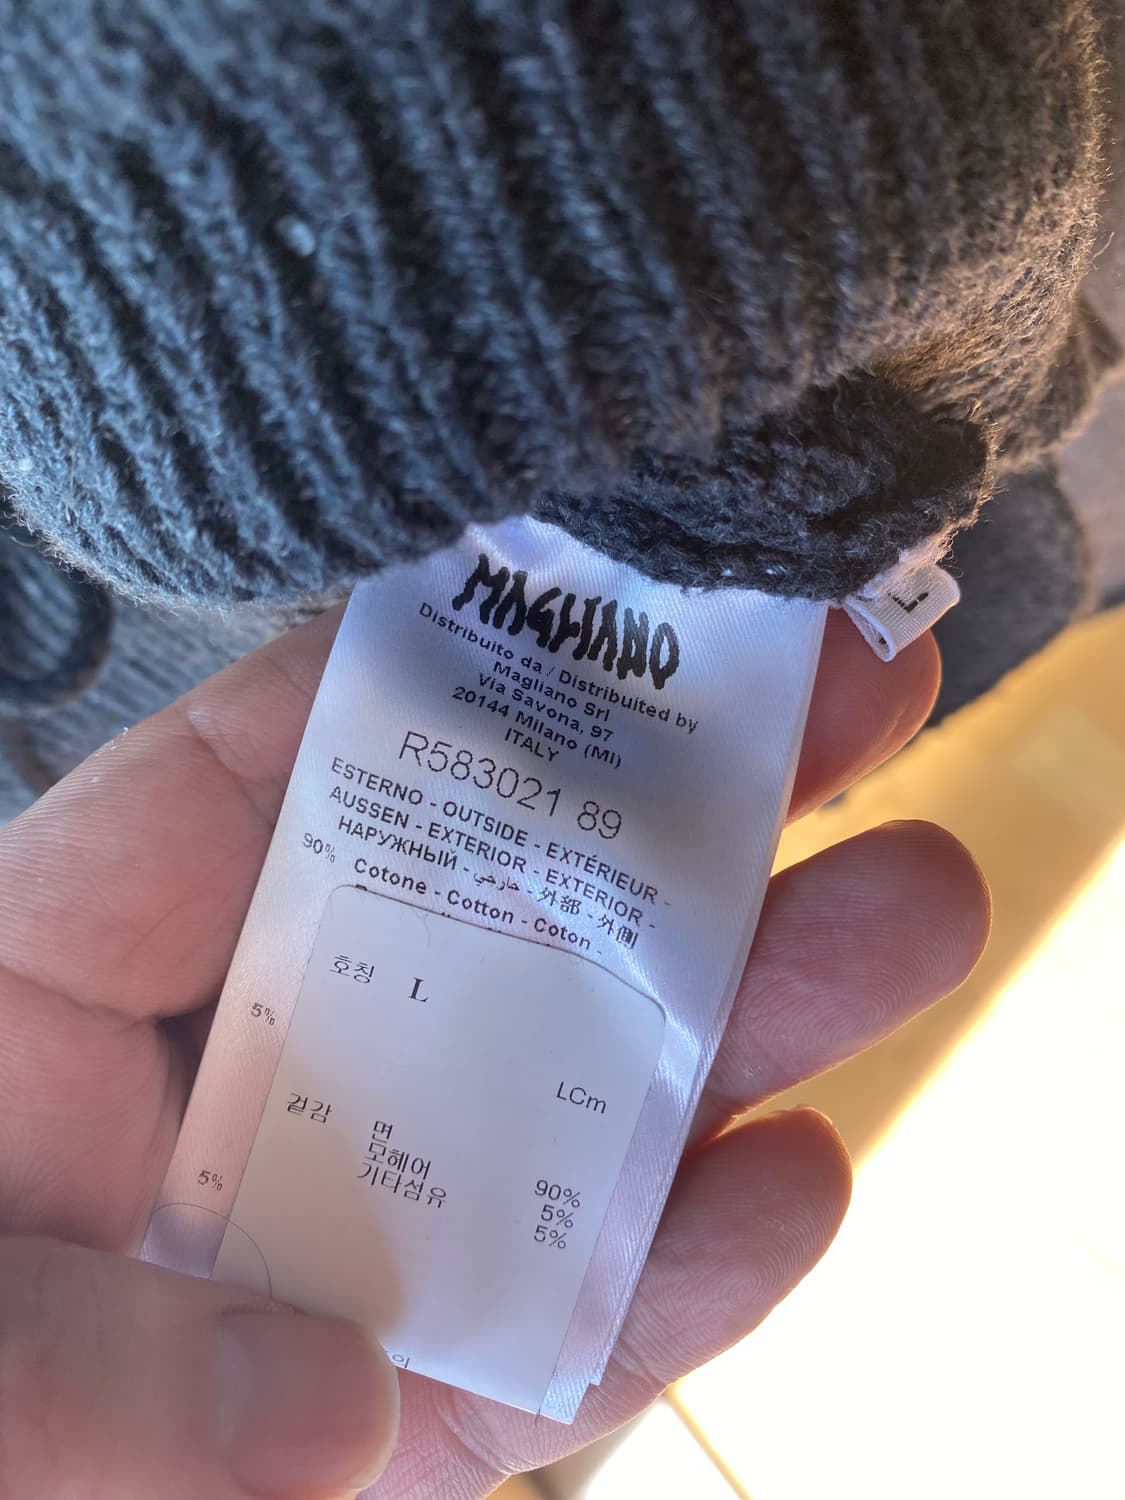 MAGLIANO
Distribuito da / Distribuited by
Magliano Srl
Via Savona, 97
20144 Milano (MI)
ITALY
R583021 89
ESTERNO - OUTSIDE - EXTÉRIEUR -
AUSSEN - EXTERIOR - EXTERIOR -
НАРУЖНЫЙ - خارجي - 外部 - 外側
90% Cotone - Cotton - Coton -
5%
5%
L
호칭 L
LCm
겉감 면 90%
모헤어 5%
기타섬유 5%